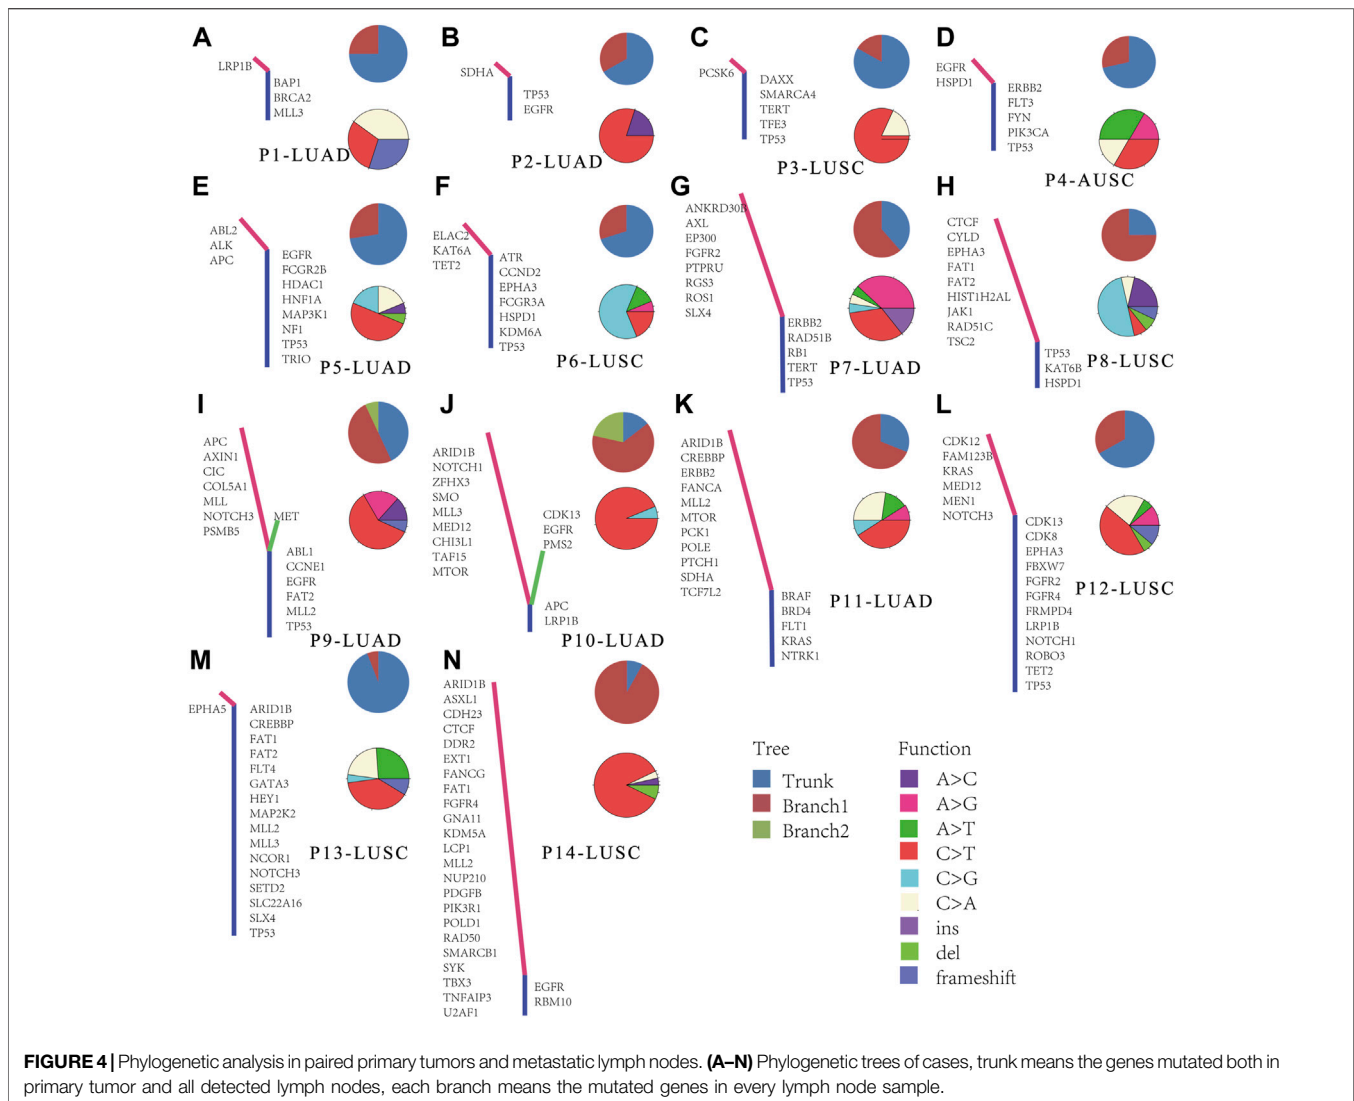 A
LRP1B
BAP1
BRCA2
MLL3
P1-LUAD
B
SDHA
TP53
EGFR
P2-LUAD
C
PCSK6
DAXX
SMARCA4
TERT
TFE3
TP53
P3-LUSC
D
EGFR
HSPD1
ERBB2
FLT3
FYN
PIK3CA
TP53
P4-AUSC
E
ABL2
ALK
APC
EGFR
FCGR2B
HDAC1
HNF1A
MAP3K1
NF1
TP53
TRIO
P5-LUAD
F
ELAC2
KAT6A
TET2
ATR
CCND2
EPHA3
FCGR3A
HSPD1
KDM6A
TP53
P6-LUSC
G
ANKRD30B
AXL
EP300
FGFR2
PTPRU
RGS3
ROS1
SLX4
ERBB2
RAD51B
RB1
TERT
TP53
P7-LUAD
H
CTCF
CYLD
EPHA3
FAT1
FAT2
HIST1H2AL
JAK1
RAD51C
TSC2
TP53
KAT6B
HSPD1
P8-LUSC
I
APC
AXIN1
CIC
COL5A1
MLL
NOTCH3
PSMB5
MET
ABL1
CCNE1
EGFR
FAT2
MLL2
TP53
P9-LUAD
J
ARID1B
NOTCH1
ZFHX3
SMO
MLL3
MED12
CHI3L1
TAF15
MTOR
CDK13
EGFR
PMS2
APC
LRP1B
P10-LUAD
K
ARID1B
CREBBP
ERBB2
FANCA
MLL2
MTOR
PCK1
POLE
PTCH1
SDHA
TCF7L2
BRAF
BRD4
FLT1
KRAS
NTRK1
P11-LUAD
L
CDK12
FAM123B
KRAS
MED12
MEN1
NOTCH3
CDK13
CDK8
EPHA3
FBXW7
FGFR2
FGFR4
FRMPD4
LRP1B
NOTCH1
ROBO3
TET2
TP53
P12-LUSC
M
EPHA5
ARID1B
CREBBP
FAT1
FAT2
FLT4
GATA3
HEY1
MAP2K2
MLL2
MLL3
NCOR1
NOTCH3
SETD2
SLC22A16
SLX4
TP53
P13-LUSC
N
ARID1B
ASXL1
CDH23
CTCF
DDR2
EXT1
FANCG
FAT1
FGFR4
GNA11
KDM5A
LCP1
MLL2
NUP210
PDGFB
PIK3R1
POLD1
RAD50
SMARCB1
SYK
TBX3
TNFAIP3
U2AF1
EGFR
RBM10
P14-LUSC
Tree
Trunk
Branch1
Branch2
Function
A>C
A>G
A>T
C>T
C>G
C>A
ins
del
frameshift
FIGURE 4 | Phylogenetic analysis in paired primary tumors and metastatic lymph nodes. (A–N) Phylogenetic trees of cases, trunk means the genes mutated both in
primary tumor and all detected lymph nodes, each branch means the mutated genes in every lymph node sample.